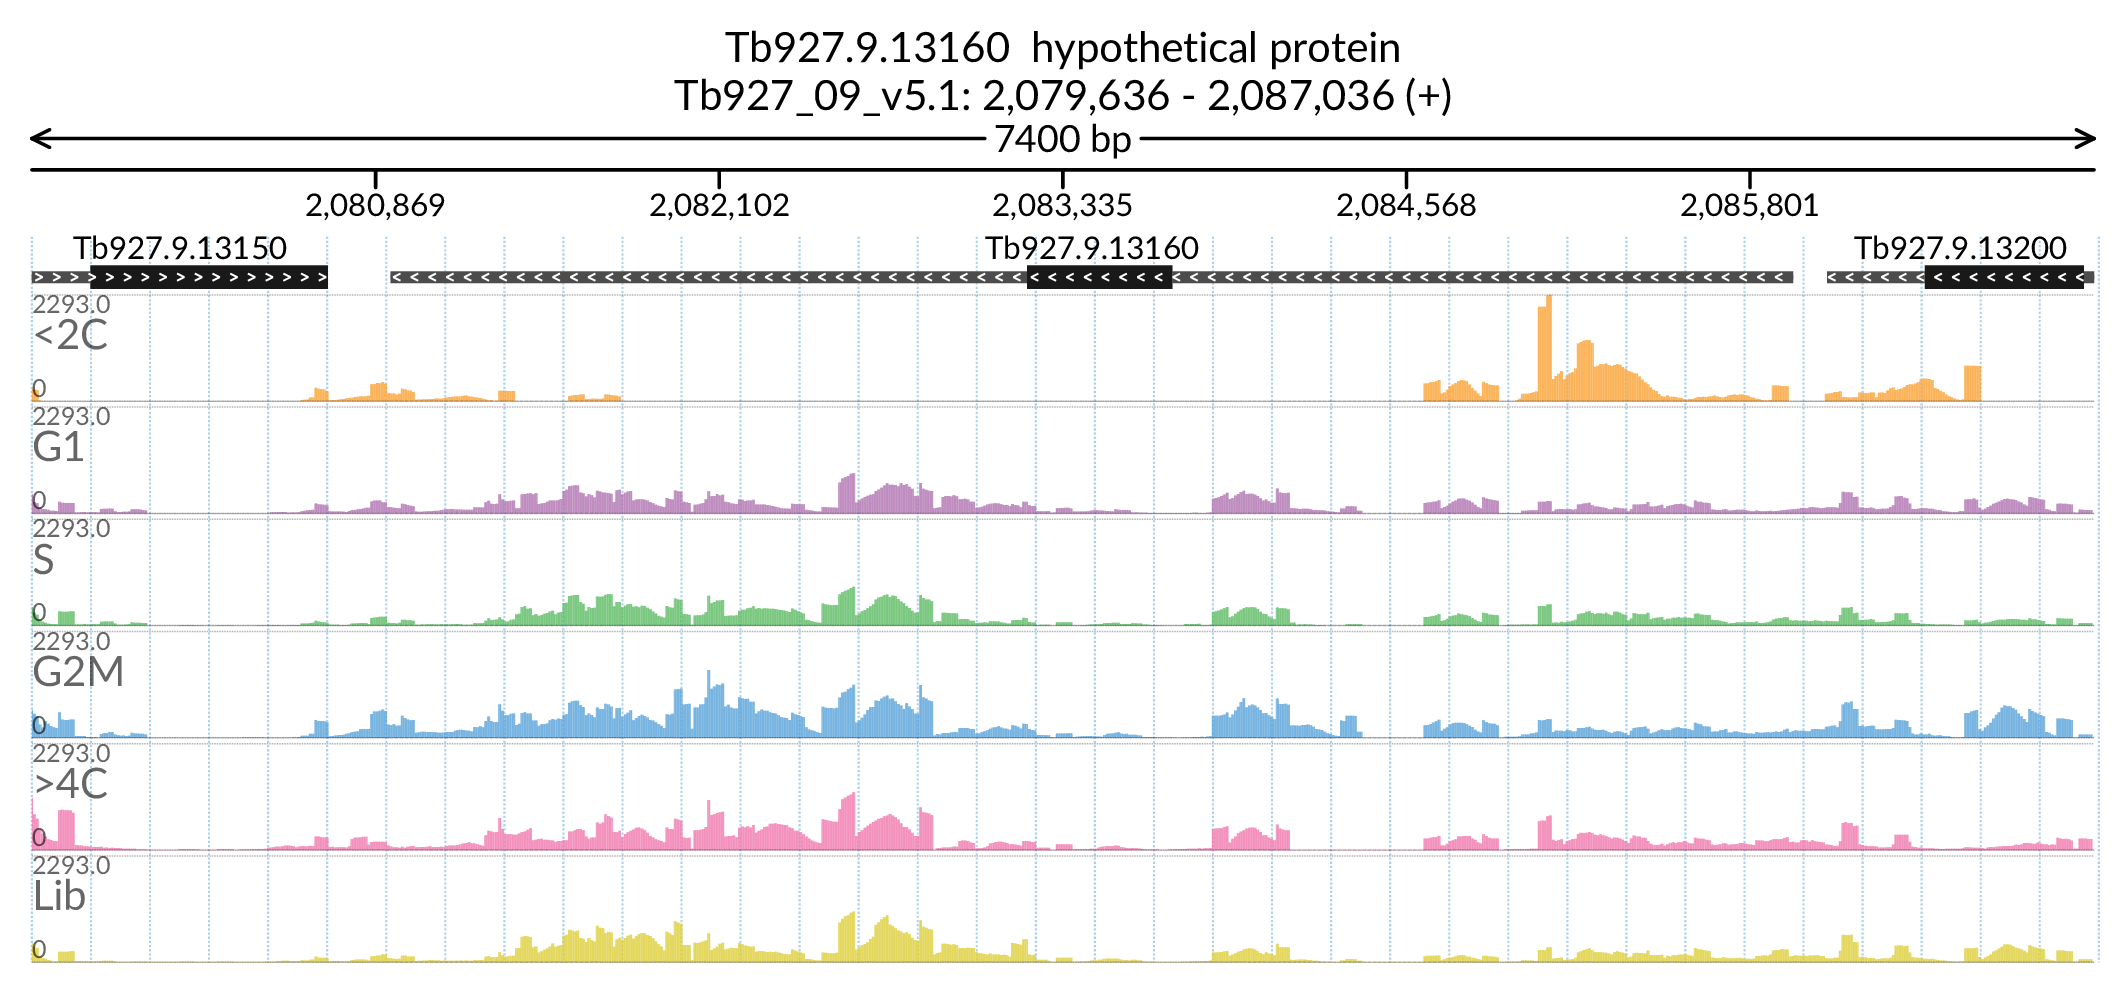 Tb927.9.13160 hypothetical protein
Tb927_09_v5.1: 2,079,636 - 2,087,036 (+)
7400 bp
2,080,869 2,082,102 2,083,335 2,084,568 2,085,801
Tb927.9.13150 Tb927.9.13160 Tb927.9.13200
2293.0
<2C
0
2293.0
G1
0
2293.0
S
0
2293.0
G2M
0
2293.0
>4C
0
2293.0
Lib
0